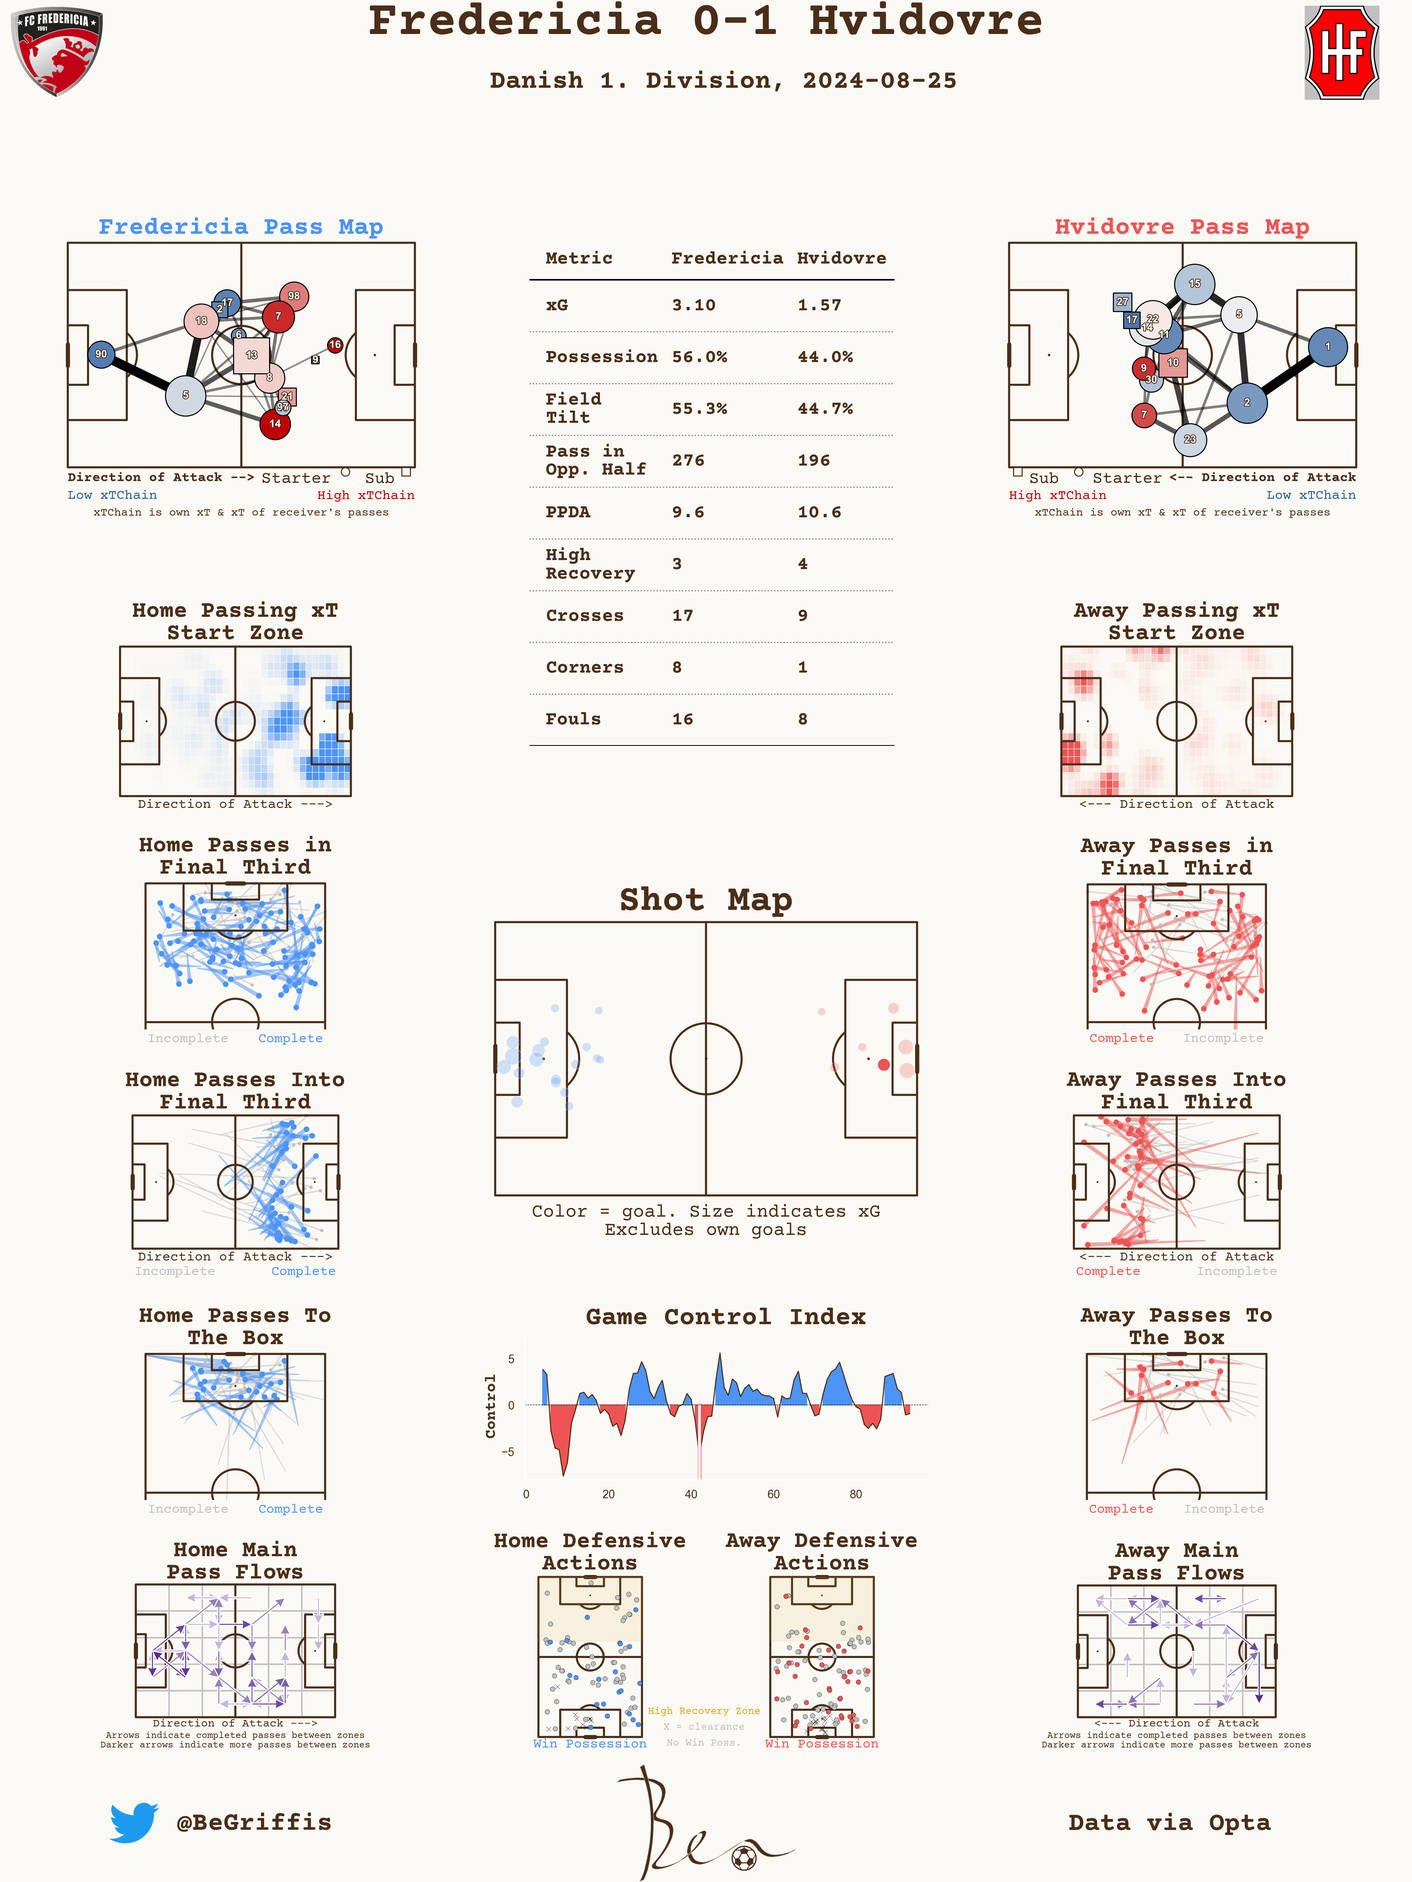 FC FREDERICIA
1991
HIF
Fredericia 0-1 Hvidovre
Danish 1. Division, 2024-08-25
Fredericia Pass Map
90
5
18
2
17
98
7
6
13
8
9
16
21
97
14
Direction of Attack --> Starter Sub
Low xTChain High xTChain
xTChain is own xT & xT of receiver's passes
Metric Fredericia Hvidovre
xG 3.10 1.57
Possession 56.0% 44.0%
Field
Tilt 55.3% 44.7%
Pass in
Opp. Half 276 196
PPDA 9.6 10.6
High
Recovery 3 4
Crosses 17 9
Corners 8 1
Fouls 16 8
Hvidovre Pass Map
15
27
17
22
14
11
5
1
10
9
30
2
7
23
Sub Starter <-- Direction of Attack
High xTChain Low xTChain
xTChain is own xT & xT of receiver's passes
Home Passing xT
Start Zone
Direction of Attack --->
Away Passing xT
Start Zone
<--- Direction of Attack
Home Passes in
Final Third
Incomplete Complete
Away Passes in
Final Third
Complete Incomplete
Shot Map
Color = goal. Size indicates xG
Excludes own goals
Home Passes Into
Final Third
Direction of Attack --->
Incomplete Complete
Away Passes Into
Final Third
<--- Direction of Attack
Complete Incomplete
Home Passes To
The Box
Incomplete Complete
Game Control Index
Control
5
0
−5
0 20 40 60 80
Away Passes To
The Box
Complete Incomplete
Home Main
Pass Flows
Direction of Attack --->
Arrows indicate completed passes between zones
Darker arrows indicate more passes between zones
Home Defensive
Actions
Win Possession
High Recovery Zone
X = clearance
No Win Poss.
Away Defensive
Actions
Win Possession
Away Main
Pass Flows
<--- Direction of Attack
Arrows indicate completed passes between zones
Darker arrows indicate more passes between zones
@BeGriffis
Ben
Data via Opta